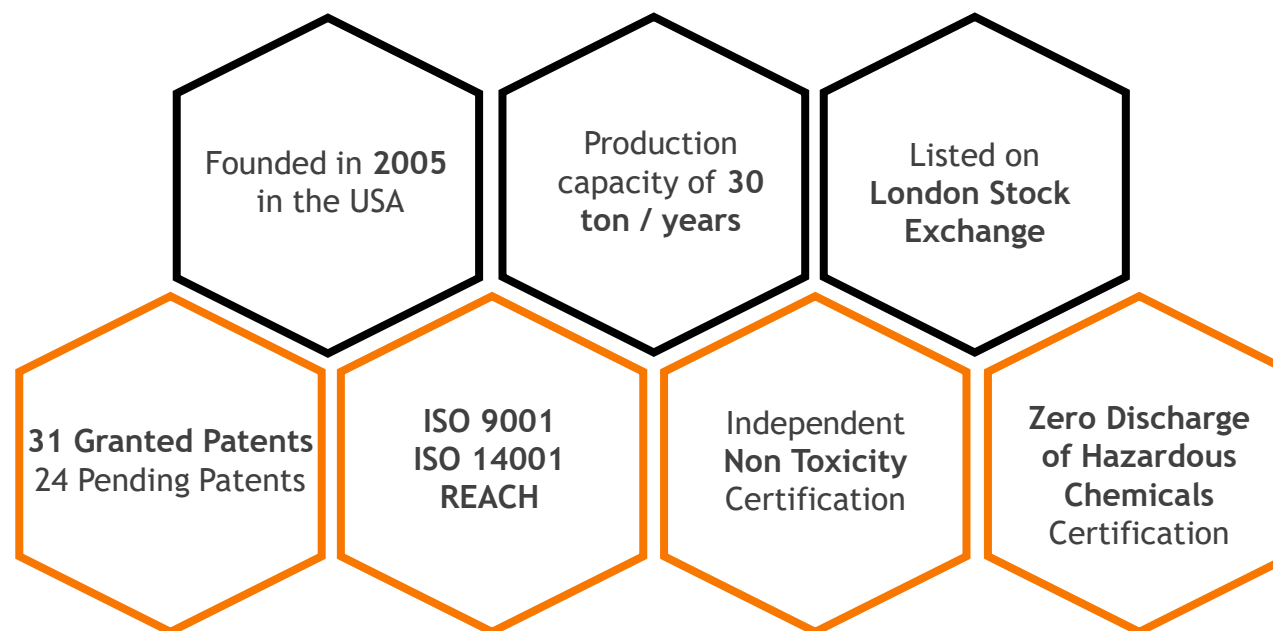 Founded in 2005
in the USA
Production
capacity of 30
ton / years
Listed on
London Stock
Exchange
31 Granted Patents
24 Pending Patents
ISO 9001
ISO 14001
REACH
Independent
Non Toxicity
Certification
Zero Discharge
of Hazardous
Chemicals
Certification